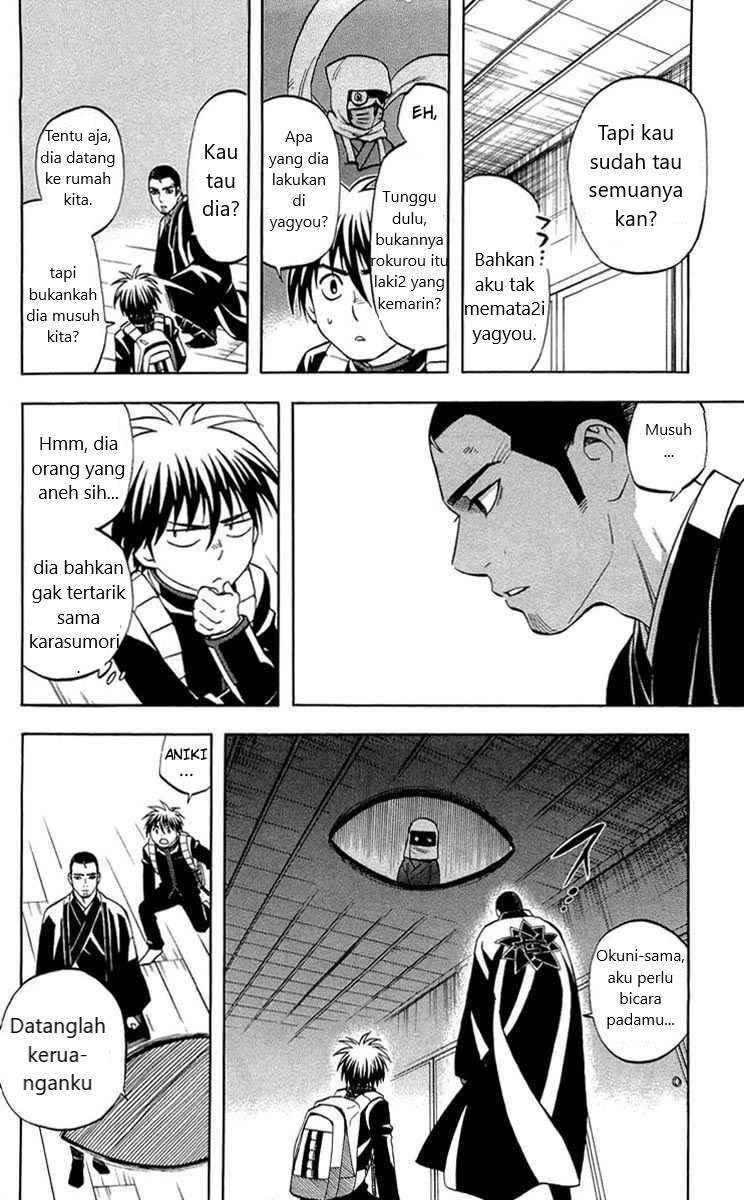 Tapi kau
sudah tau
semuanya
kan?
Bahkan
aku tak
memata2i
yagyou.
EH,
Tunggu
dulu,
bukannya
rokurou itu
laki2 yang
kemarin?
Apa
yang dia
lakukan
di
yagyou?
Kau
tau
dia?
Tentu aja,
dia datang
ke rumah
kita.
tapi
bukankah
dia musuh
kita?
Musuh
...
Hmm, dia
orang yang
aneh sih...
dia bahkan
gak tertarik
sama
karasumori
.
Okuni-sama,
aku perlu
bicara
padamu...
ANIKI
...
Datanglah
kerua-
nganku